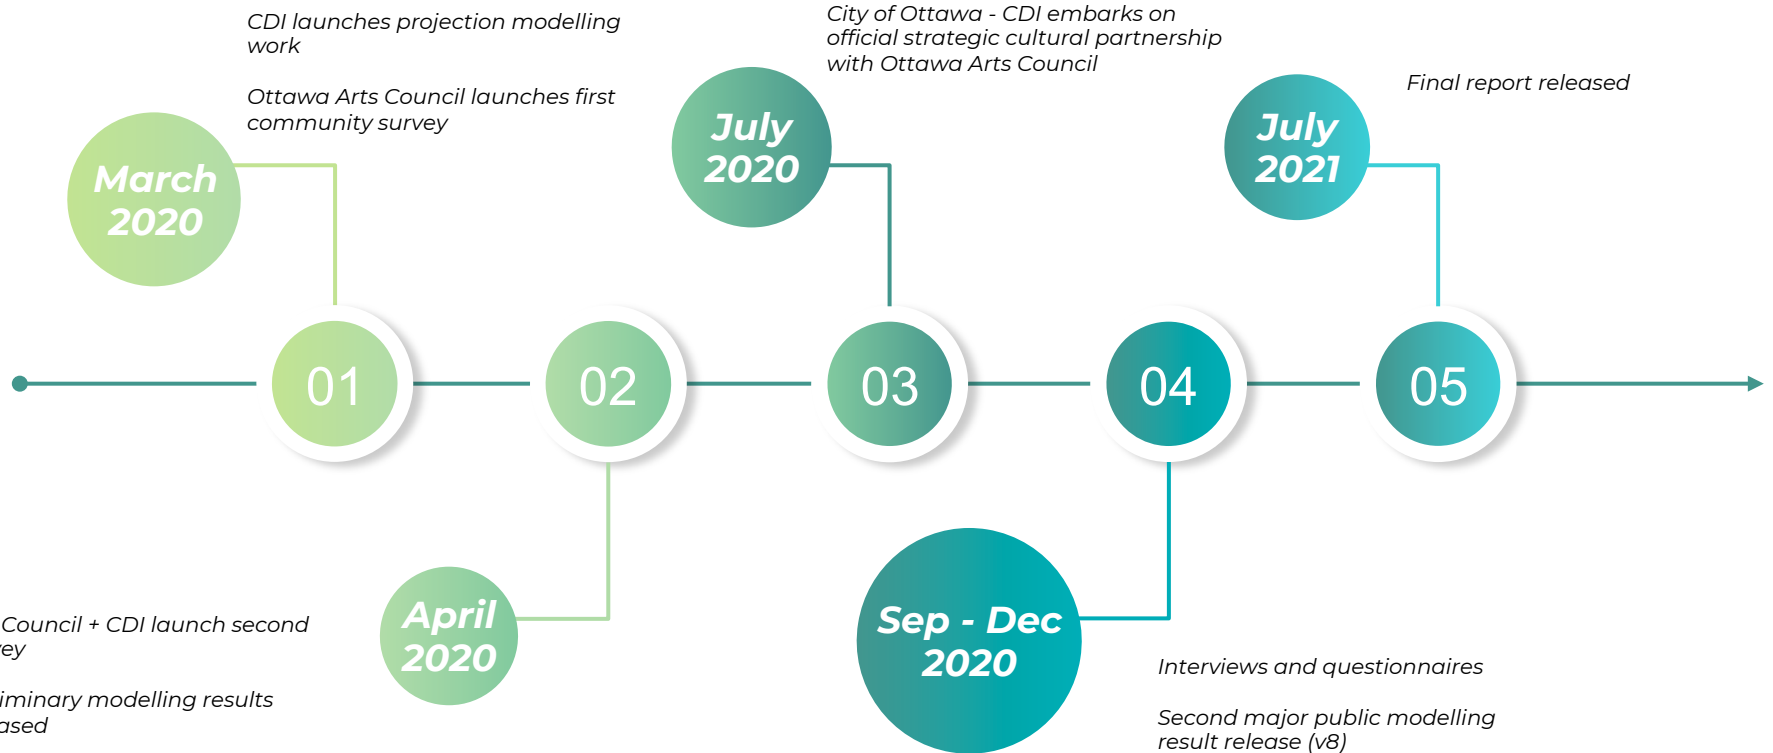 CDI launches projection modelling
work
Ottawa Arts Council launches first
community survey
March
2020
City of Ottawa - CDI embarks on
official strategic cultural partnership
with Ottawa Arts Council
July
2020
Final report released
July
2021
01
02
03
04
05
Council + CDI launch second
modelling results
April
2020
Sep - Dec
2020
Interviews and questionnaires
Second major public modelling
result release (v8)